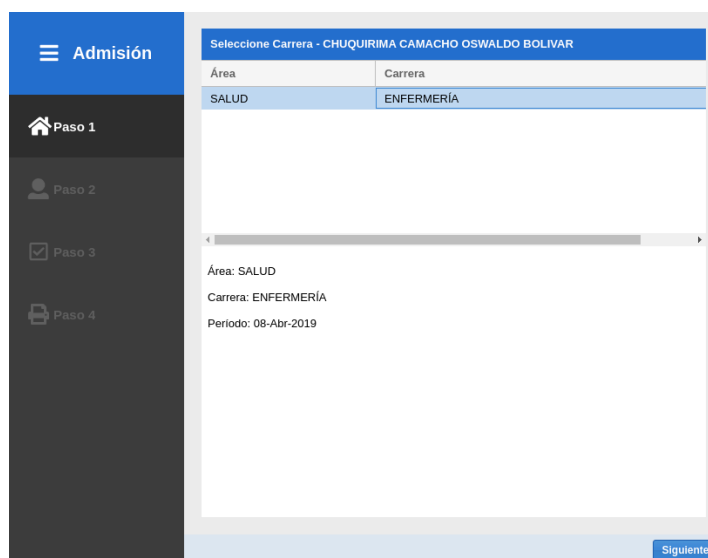 Admisión
Seleccione Carrera - CHUQUIRIMA CAMACHO OSWALDO BOLIVAR
Área Carrera
SALUD ENFERMERÍA
Paso 1
Paso 2
Paso 3
Paso 4
Área: SALUD
Carrera: ENFERMERÍA
Período: 08-Abr-2019
Siguiente